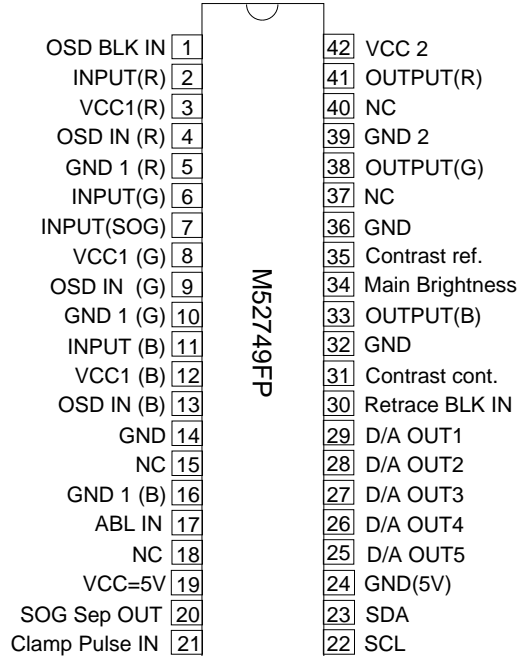 OSD BLK IN 1
INPUT(R) 2
VCC1(R) 3
OSD IN (R) 4
GND 1 (R) 5
INPUT(G) 6
INPUT(SOG) 7
VCC1 (G) 8
OSD IN (G) 9
GND 1 (G) 10
INPUT (B) 11
VCC1 (B) 12
OSD IN (B) 13
GND 14
NC 15
GND 1 (B) 16
ABL IN 17
NC 18
VCC=5V 19
SOG Sep OUT 20
Clamp Pulse IN 21
M52749FP
42 VCC 2
41 OUTPUT(R)
40 NC
39 GND 2
38 OUTPUT(G)
37 NC
36 GND
35 Contrast ref.
34 Main Brightness
33 OUTPUT(B)
32 GND
31 Contrast cont.
30 Retrace BLK IN
29 D/A OUT1
28 D/A OUT2
27 D/A OUT3
26 D/A OUT4
25 D/A OUT5
24 GND(5V)
23 SDA
22 SCL